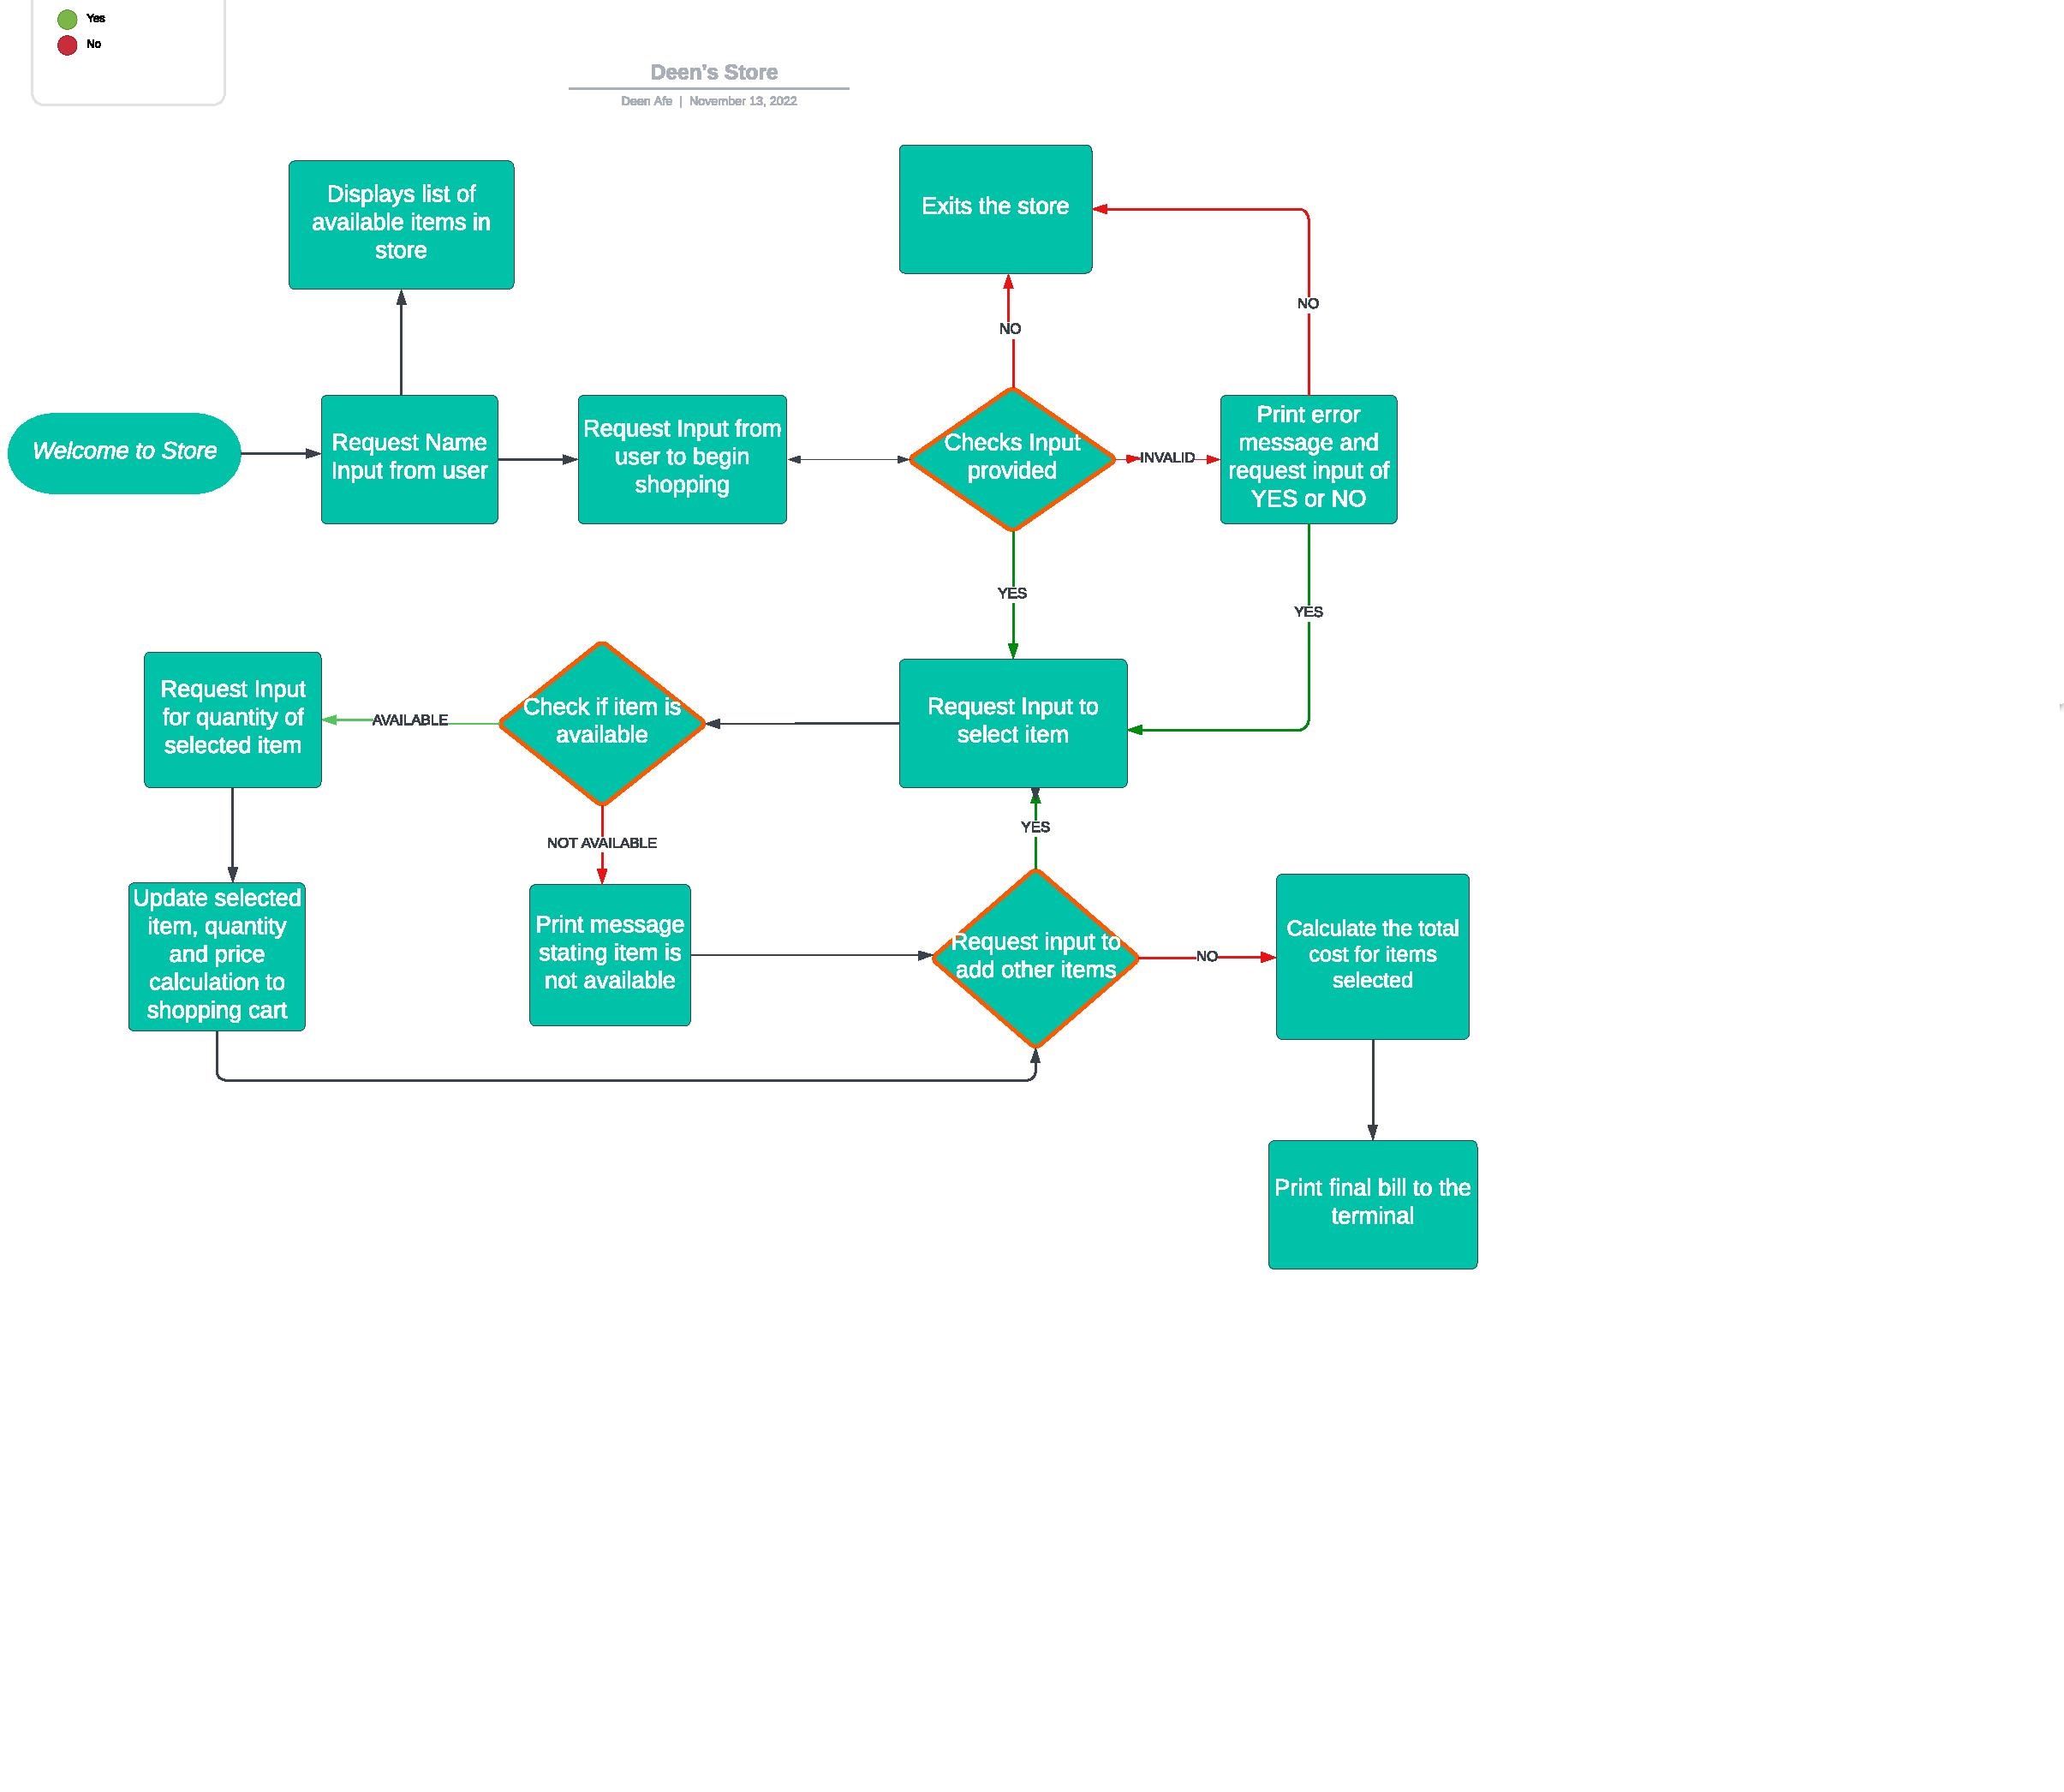 Yes
No
Deen's Store
Deen Afe | November 13, 2022
Displays list of
available items in
store
Exits the store
NO
NO
Welcome to Store
Request Name
Input from user
Request Input from
user to begin
shopping
Checks Input
provided
INVALID
Print error
message and
request input of
YES or NO
YES
YES
Request Input
for quantity of
selected item
AVAILABLE
Check if item is
available
Request Input to
select item
NOT AVAILABLE
YES
Update selected
item, quantity
and price
calculation to
shopping cart
Print message
stating item is
not available
Request input to
add other items
NO
Calculate the total
cost for items
selected
Print final bill to the
terminal